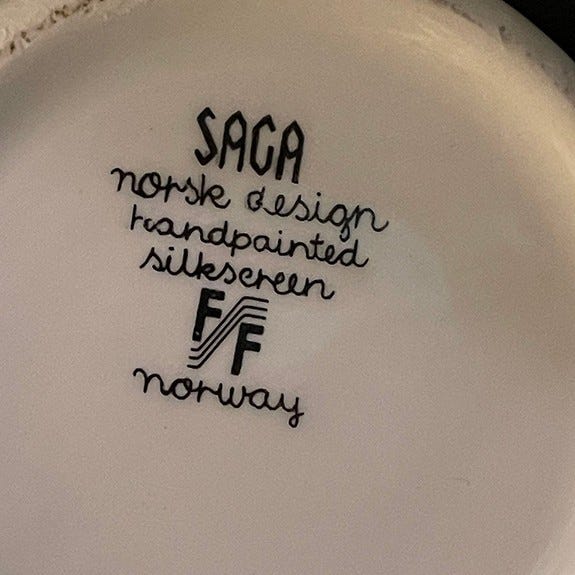 SAGA
norsk design
handpainted
silkscreen
F/F
norway